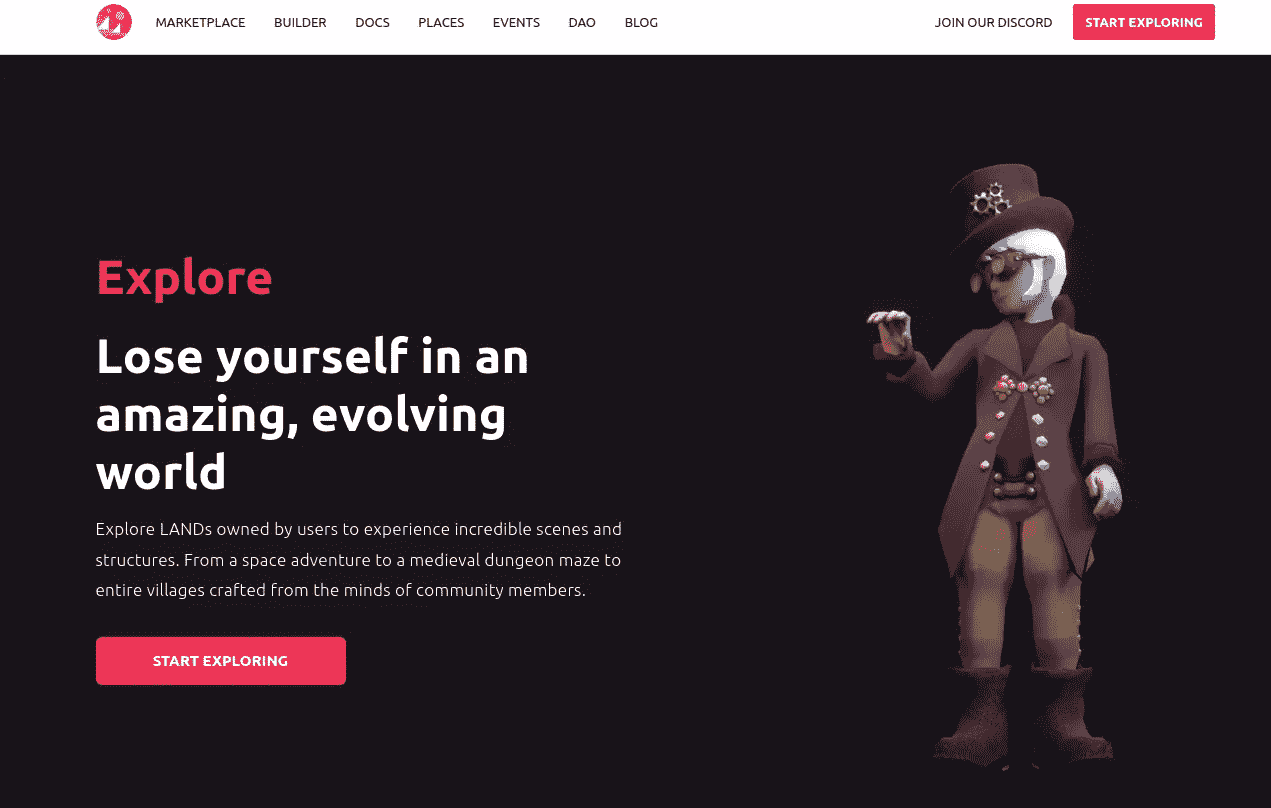 MARKETPLACE BUILDER DOCS PLACES EVENTS DAO BLOG JOIN OUR DISCORD START EXPLORING
Explore
Lose yourself in an
amazing, evolving
world
Explore LANDs owned by users to experience incredible scenes and
structures. From a space adventure to a medieval dungeon maze to
entire villages crafted from the minds of community members.
START EXPLORING